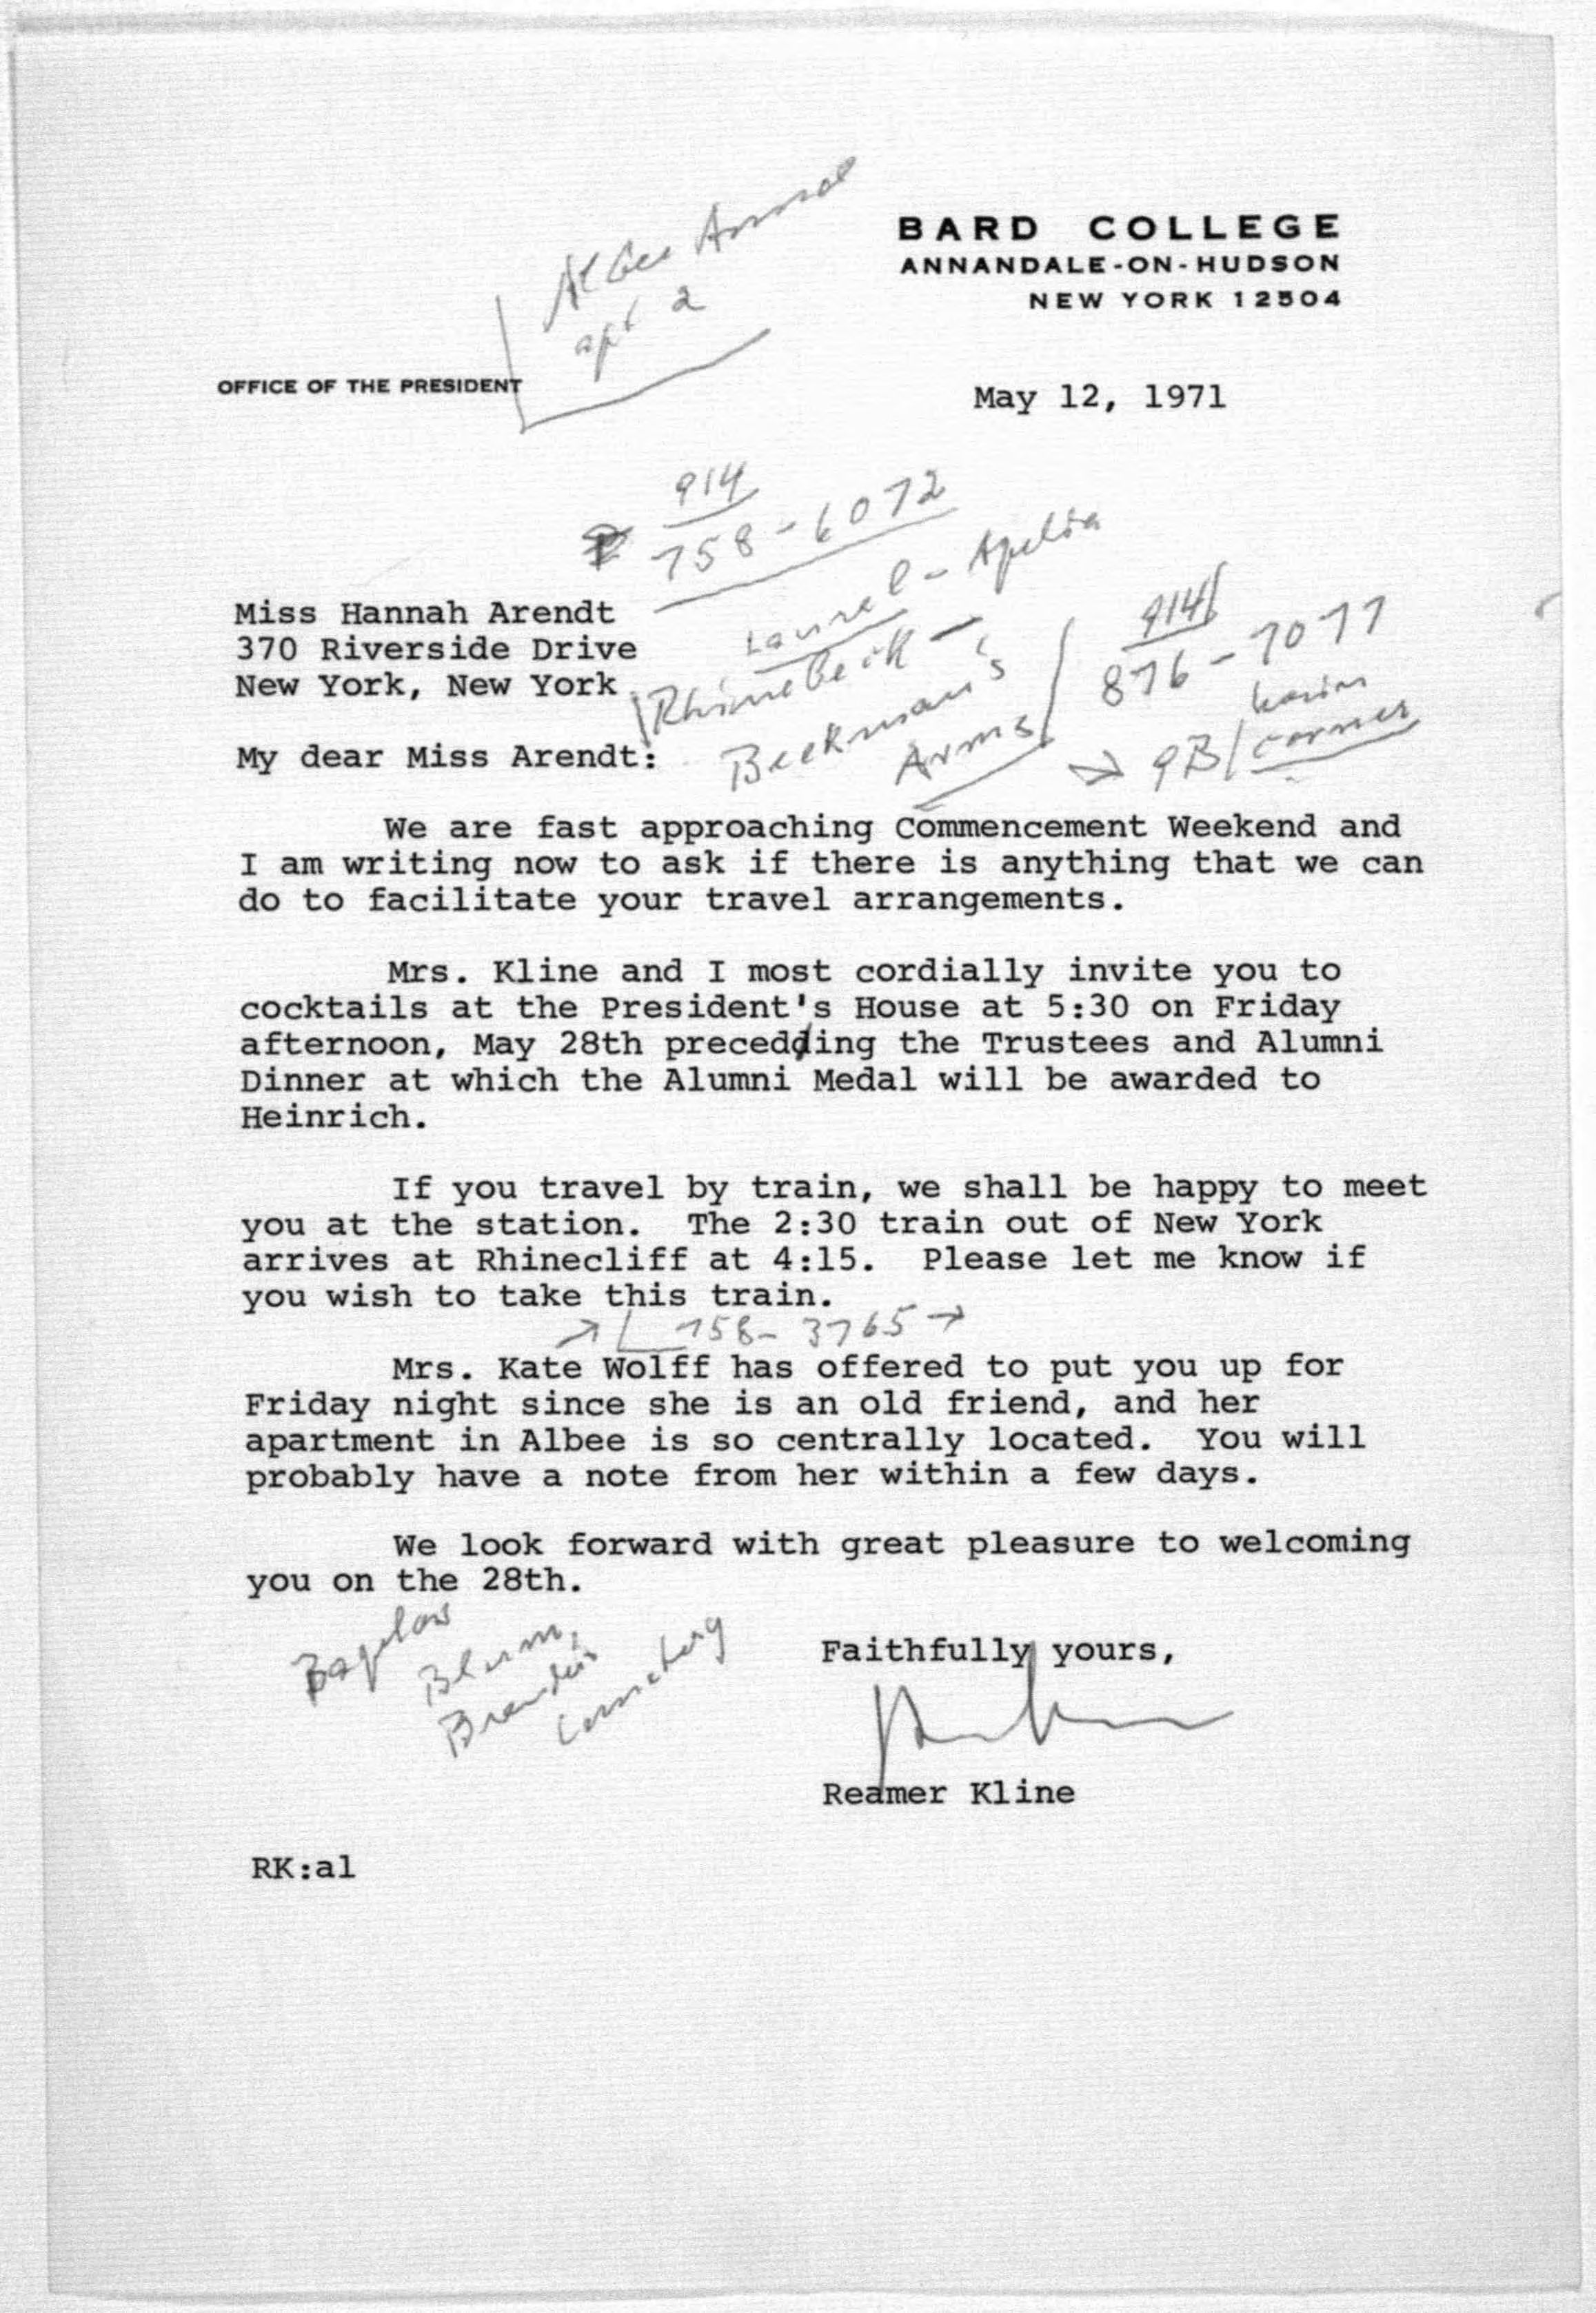 Albee Annex
apt 2
BARD COLLEGE
ANNANDALE-ON-HUDSON
NEW YORK 12504
OFFICE OF THE PRESIDENT
May 12, 1971
914
758-6072
Laurel -
Rhinebeck -
Beekman's
Arms
914
876-7077
→ 9B/ corner
Miss Hannah Arendt
370 Riverside Drive
New York, New York
My dear Miss Arendt:
We are fast approaching Commencement Weekend and
I am writing now to ask if there is anything that we can
do to facilitate your travel arrangements.
Mrs. Kline and I most cordially invite you to
cocktails at the President's House at 5:30 on Friday
afternoon, May 28th precedding the Trustees and Alumni
Dinner at which the Alumni Medal will be awarded to
Heinrich.
If you travel by train, we shall be happy to meet
you at the station. The 2:30 train out of New York
arrives at Rhinecliff at 4:15. Please let me know if
you wish to take this train.
758-3765 →
Mrs. Kate Wolff has offered to put you up for
Friday night since she is an old friend, and her
apartment in Albee is so centrally located. You will
probably have a note from her within a few days.
We look forward with great pleasure to welcoming
you on the 28th.
Blum,
Faithfully yours,
Reamer Kline
RK:al